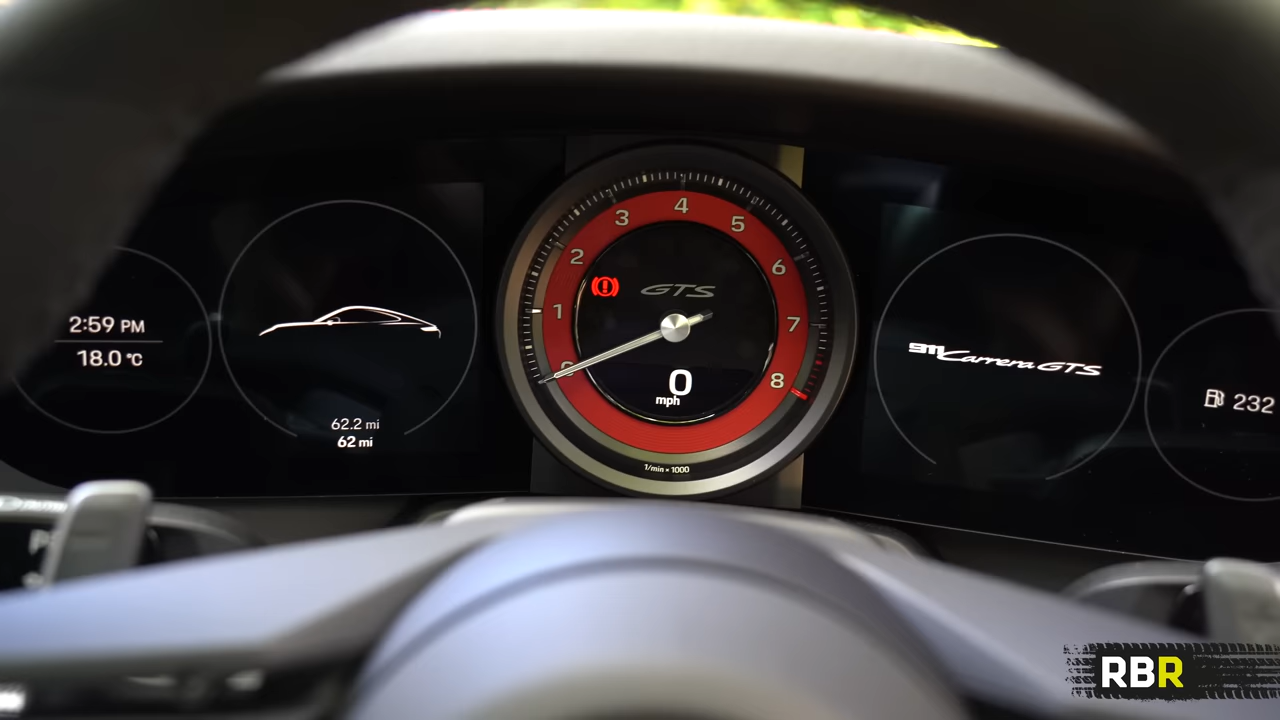 2:59 PM
18.0 °C
62.2 mi
62 mi
0
1
2
3
4
5
6
7
8
GTS
0
mph
1/min × 1000
911 Carrera GTS
232
RBR